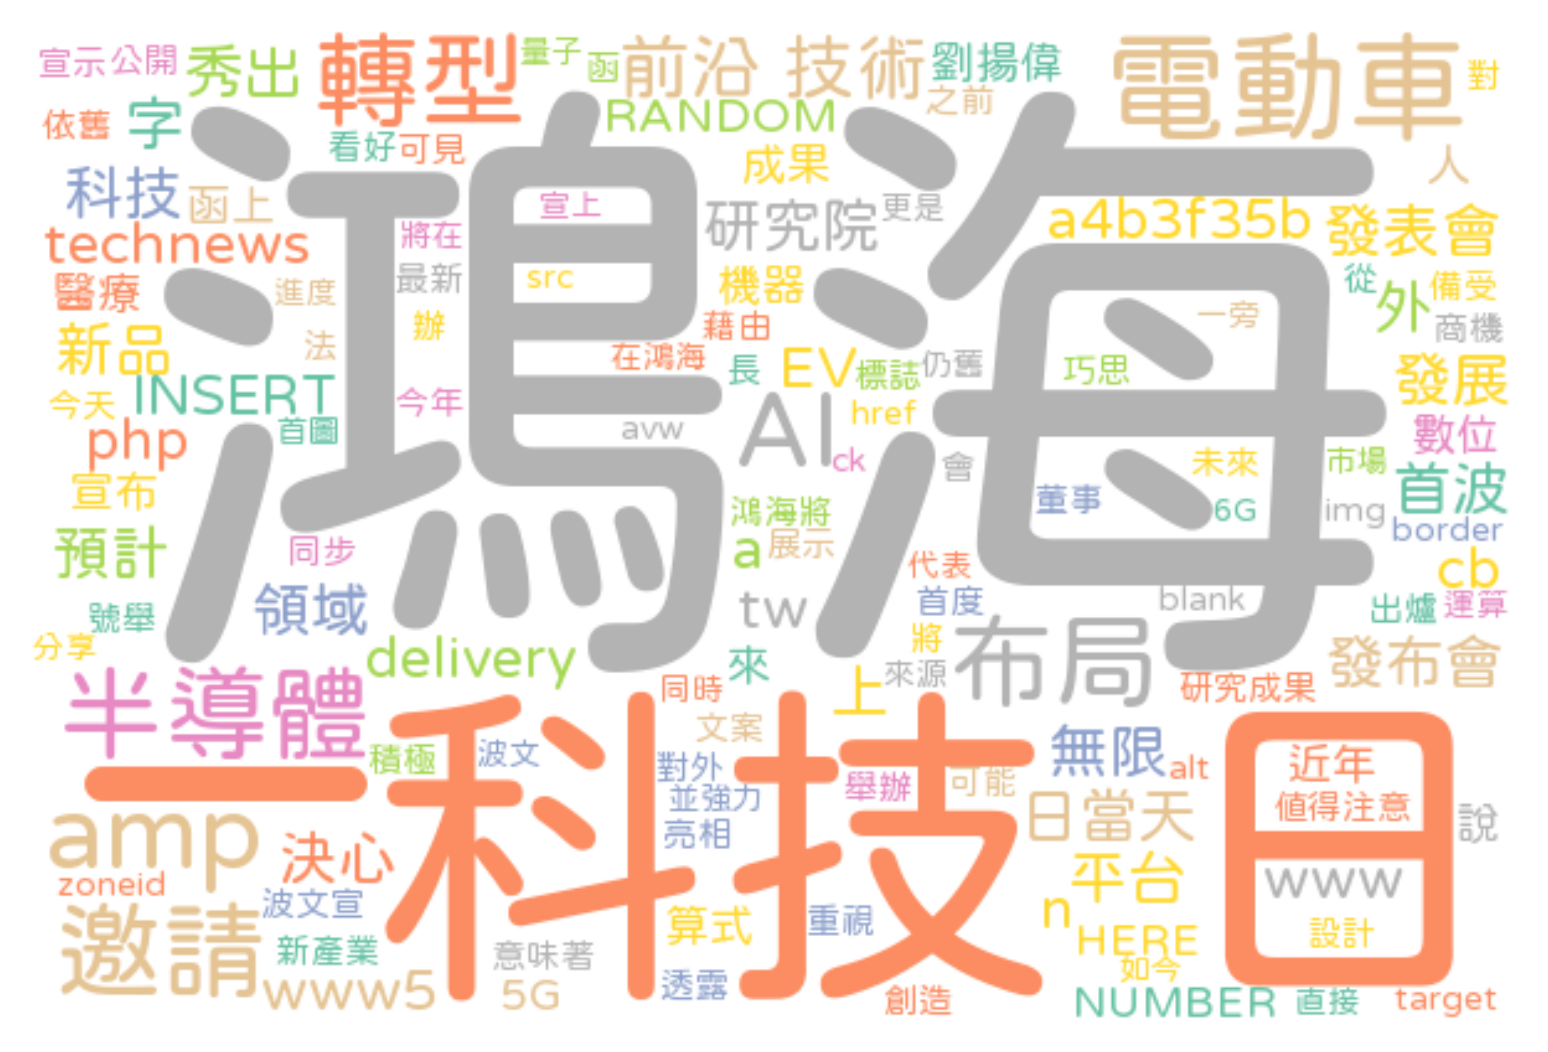 宣示 公開 秀出 轉型 量子 函 前沿 技術 劉揚偉 電動車 對
依舊 字 看好 可見 RANDOM 之前 成果 人
鴻海
科技 函上 宣上 研究院 更是 a4b3f35b 發表會
technews 將在 最新 src 機器 從 外 備受
醫療 進度 辦 藉由 一旁 商機
新品 法 在鴻海 長 EV 標誌 仍舊 巧思 發展
今天 INSERT 首圖 今年 avw AI href 數位
php ck 會 未來 市場
宣布 鴻海將 董事 6G img 首波
預計 同步 a 展示 代表 border
號舉 領域 tw 首度 blank cb 出爐 運算
分享 delivery 來 將 來源 布局 發布會
半導體 同時 上 研究成果
一 科技 日
積極 波文 文案 對外 舉辦 可能 無限 alt 近年
amp 決心 並強力 亮相 日當天 值得注意 說
zoneid 平台 www
邀請 波文宣 算式 重視 n HERE 設計
新產業 意味著 如今
www5 5G 透露 創造 NUMBER 直接 target